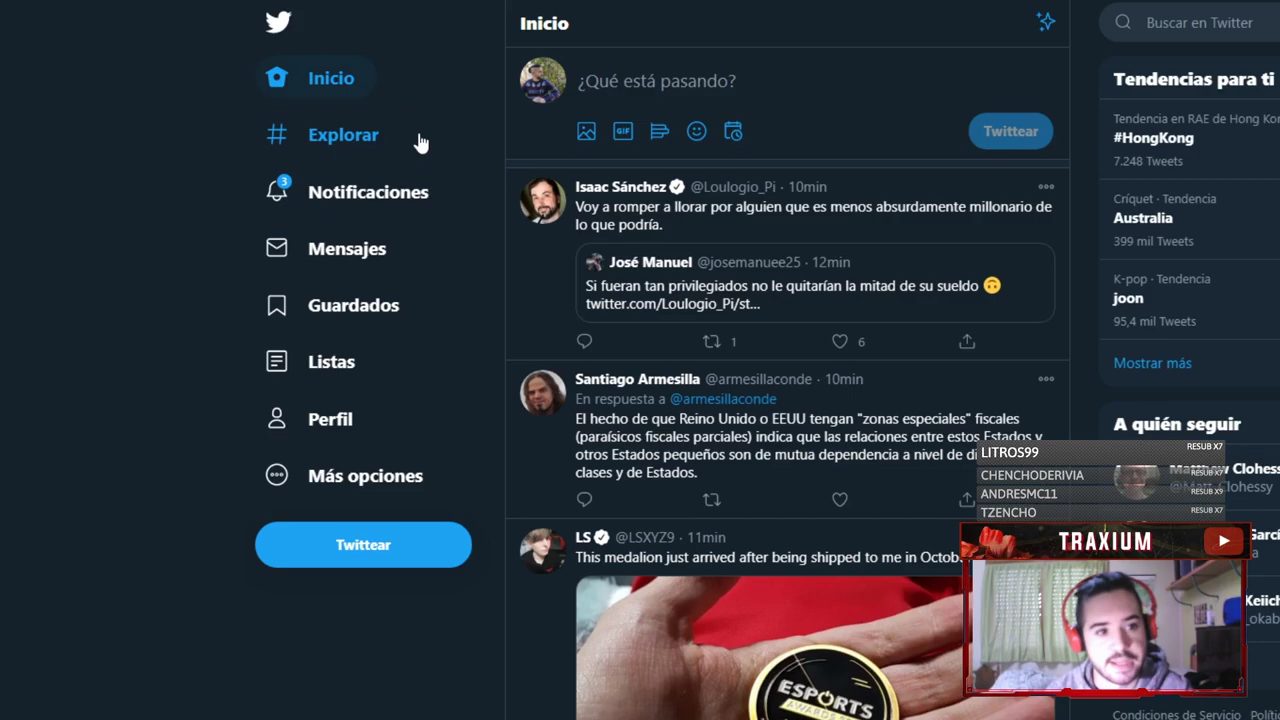 Inicio
Explorar
3
Notificaciones
Mensajes
Guardados
Listas
Perfil
Más opciones
Twittear
Inicio
¿Qué está pasando?
GIF
Twittear
Isaac Sánchez @Loulogio_Pi · 10min
Voy a romper a llorar por alguien que es menos absurdamente millonario de
lo que podría.
José Manuel @josemanuee25 · 12min
Si fueran tan privilegiados no le quitarían la mitad de su sueldo 🙃
twitter.com/Loulogio_Pi/st...
1
6
Santiago Armesilla @armesillaconde · 10min
En respuesta a @armesillaconde
El hecho de que Reino Unido o EEUU tengan "zonas especiales" fiscales
(paraísicos fiscales parciales) indica que las relaciones entre estos Estados y
otros Estados pequeños son de mutua dependencia a nivel de
clases y de Estados.
LS @LSXYZ9 · 11min
This medalion just arrived after being shipped to me in
ESPORTS
AWARDS
Buscar en Twitter
Tendencias para ti
Tendencia en RAE de Hong
#HongKong
7.248 Tweets
Críquet · Tendencia
Australia
399 mil Tweets
K-pop · Tendencia
joon
95,4 mil Tweets
Mostrar más
A quién seguir
Matthew Clohessy
@Matt_Clohessy
LITROS99 RESUB X7
CHENCHODERIVIA RESUB X7
ANDRESMC11 RESUB X9
TZENCHO RESUB X7
TRAXIUM
Condiciones de Servicio